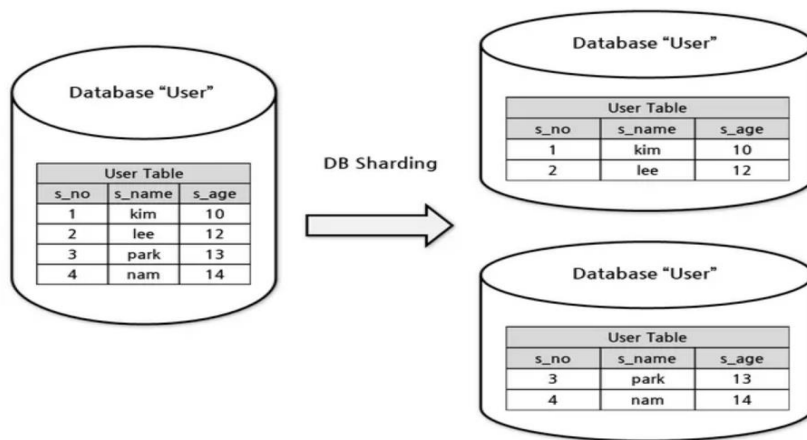 Database “User”
User Table
s_no s_name s_age
1 kim 10
2 lee 12
3 park 13
4 nam 14
DB Sharding
Database “User”
User Table
s_no s_name s_age
1 kim 10
2 lee 12
Database “User”
User Table
s_no s_name s_age
3 park 13
4 nam 14